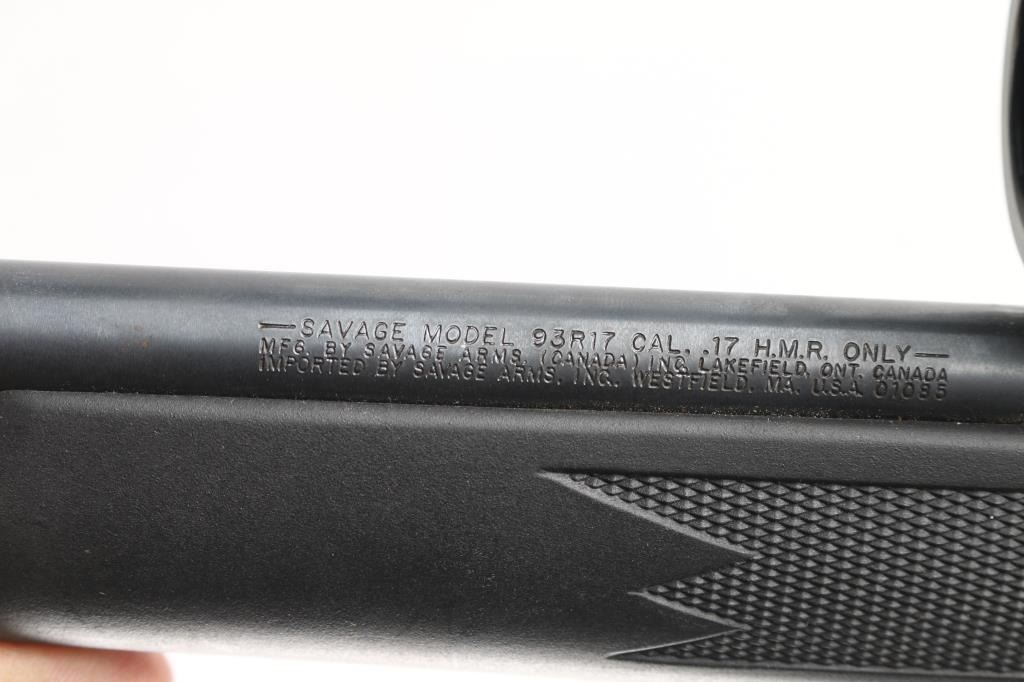 —SAVAGE MODEL 93R17 CAL. .17 H.M.R. ONLY—
MFG. BY SAVAGE ARMS, (CANADA) INC. LAKEFIELD, ONT. CANADA
IMPORTED BY SAVAGE ARMS, INC., WESTFIELD, MA. U.S.A. 01085